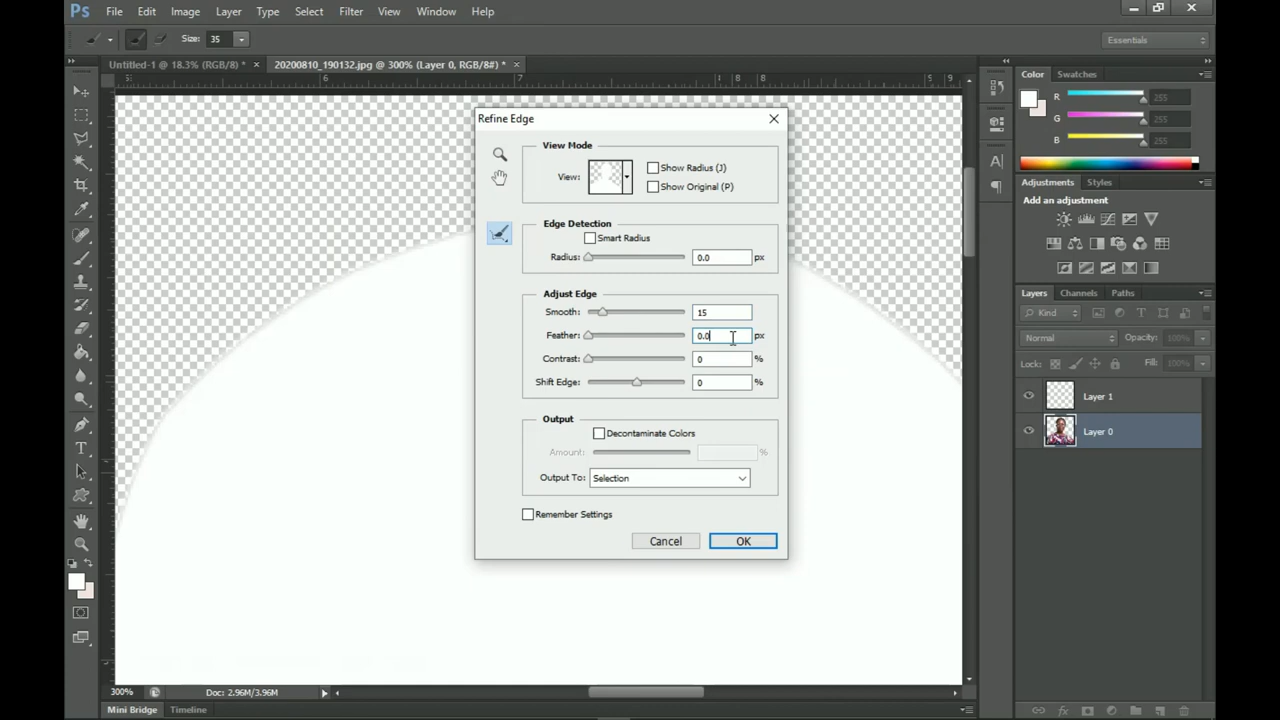 Ps File Edit Image Layer Type Select Filter View Window Help
Size: 35 Essentials
Untitled-1 @ 18.3% (RGB/8) * × 20200810_190132.jpg @ 300% (Layer 0, RGB/8#) * ×
6 7 8 9
Refine Edge
View Mode
View:
Show Radius (J)
Show Original (P)
Edge Detection
Smart Radius
Radius: 0.0 px
Adjust Edge
Smooth: 15
Feather: 0.0 px
Contrast: 0 %
Shift Edge: 0 %
Output
Decontaminate Colors
Amount: %
Output To: Selection
Remember Settings
Cancel OK
Color Swatches
R 255
G 255
B 255
Adjustments Styles
Add an adjustment
Layers Channels Paths
Kind
Normal Opacity: 100%
Lock: Fill: 100%
Layer 1
Layer 0
300% Doc: 2.96M/3.96M
Mini Bridge Timeline